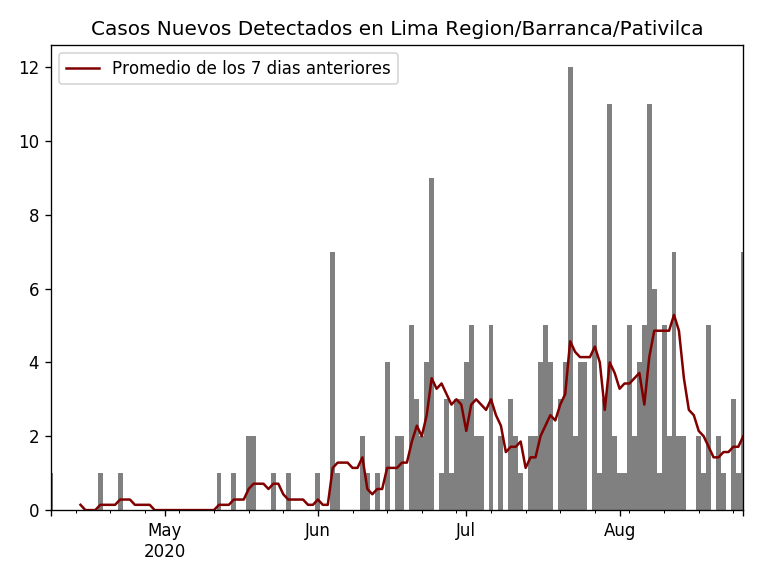 Casos Nuevos Detectados en Lima Region/Barranca/Pativilca
Promedio de los 7 dias anteriores
12
10
8
6
4
2
0
May
2020
Jun
Jul
Aug